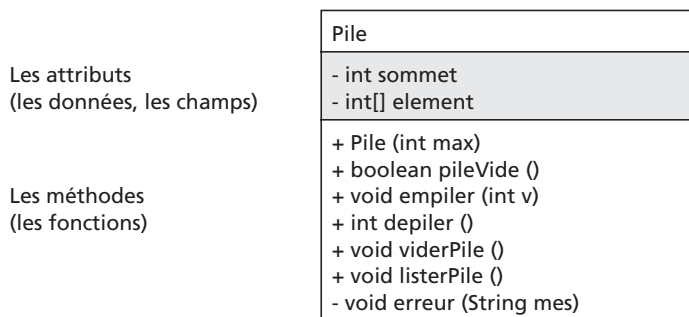 Pile
Les attributs
(les données, les champs)
- int sommet
- int[] element
Les méthodes
(les fonctions)
+ Pile (int max)
+ boolean pileVide ()
+ void empiler (int v)
+ int depiler ()
+ void viderPile ()
+ void listerPile ()
- void erreur (String mes)